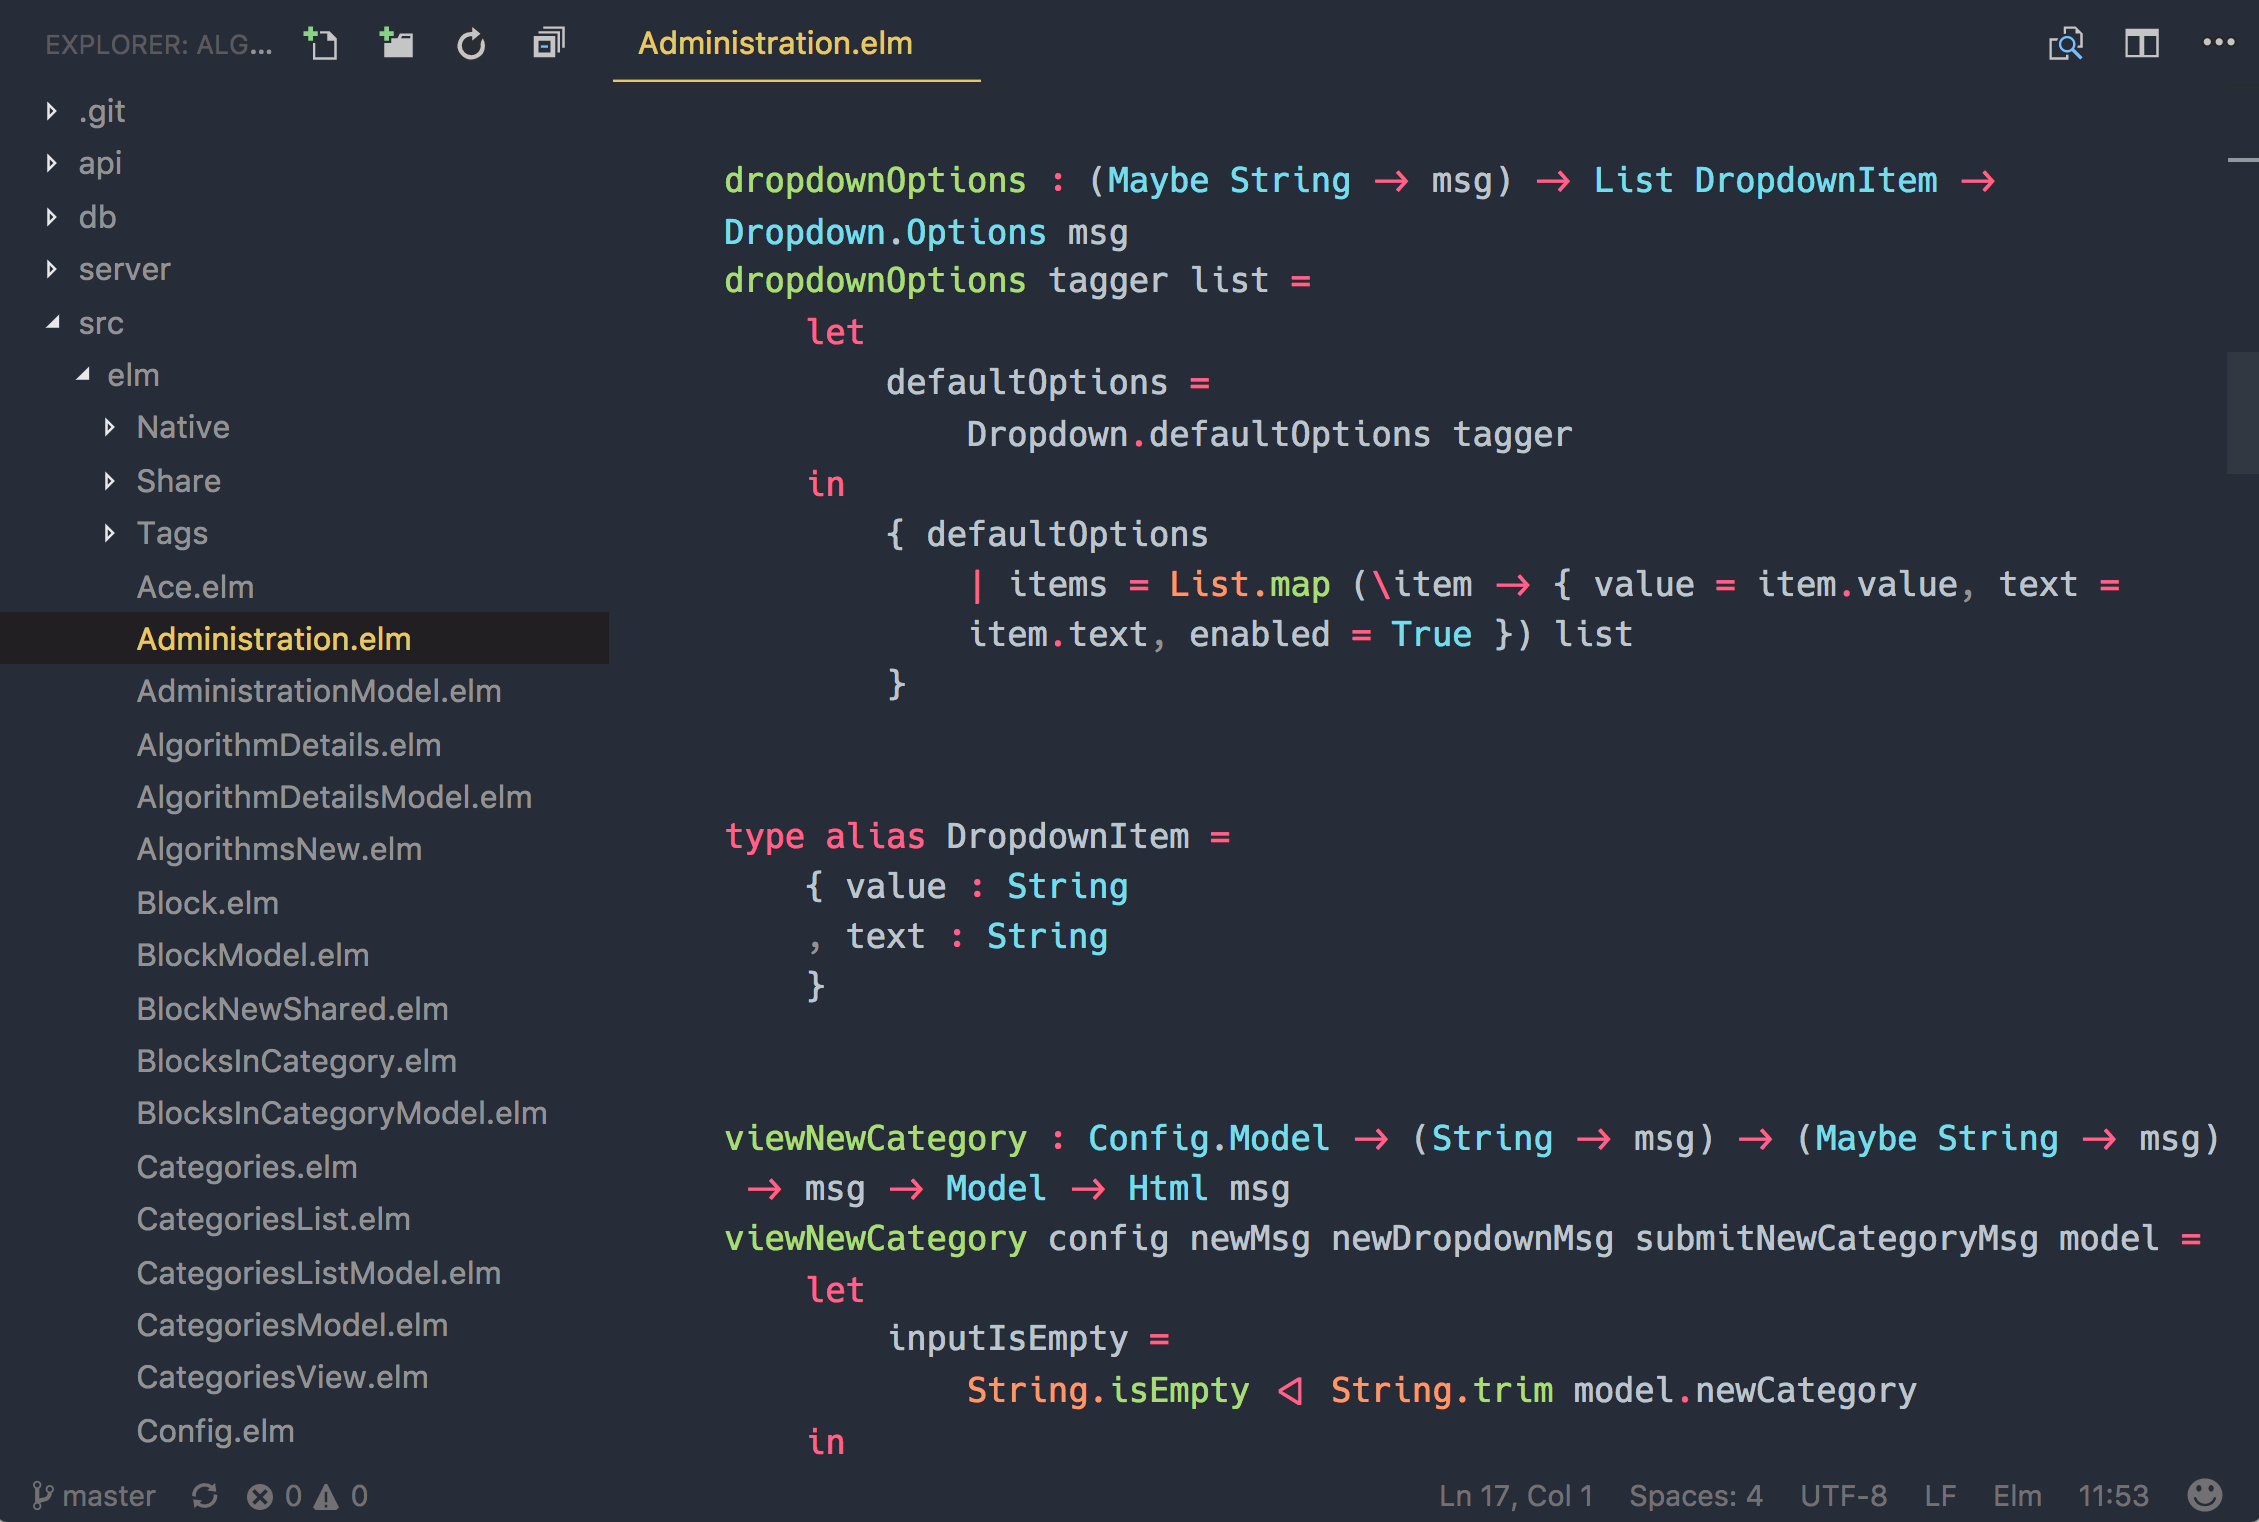 EXPLORER: ALG...
.git
api
db
server
src
elm
Native
Share
Tags
Ace.elm
Administration.elm
AdministrationModel.elm
AlgorithmDetails.elm
AlgorithmDetailsModel.elm
AlgorithmsNew.elm
Block.elm
BlockModel.elm
BlockNewShared.elm
BlocksInCategory.elm
BlocksInCategoryModel.elm
Categories.elm
CategoriesList.elm
CategoriesListModel.elm
CategoriesModel.elm
CategoriesView.elm
Config.elm
Administration.elm
dropdownOptions : (Maybe String → msg) → List DropdownItem →
Dropdown.Options msg
dropdownOptions tagger list =
let
defaultOptions =
Dropdown.defaultOptions tagger
in
{ defaultOptions
| items = List.map (\item → { value = item.value, text =
item.text, enabled = True }) list
}
type alias DropdownItem =
{ value : String
, text : String
}
viewNewCategory : Config.Model → (String → msg) → (Maybe String → msg)
→ msg → Model → Html msg
viewNewCategory config newMsg newDropdownMsg submitNewCategoryMsg model =
let
inputIsEmpty =
String.isEmpty ◁ String.trim model.newCategory
in
master 0 0 Ln 17, Col 1 Spaces: 4 UTF-8 LF Elm 11:53